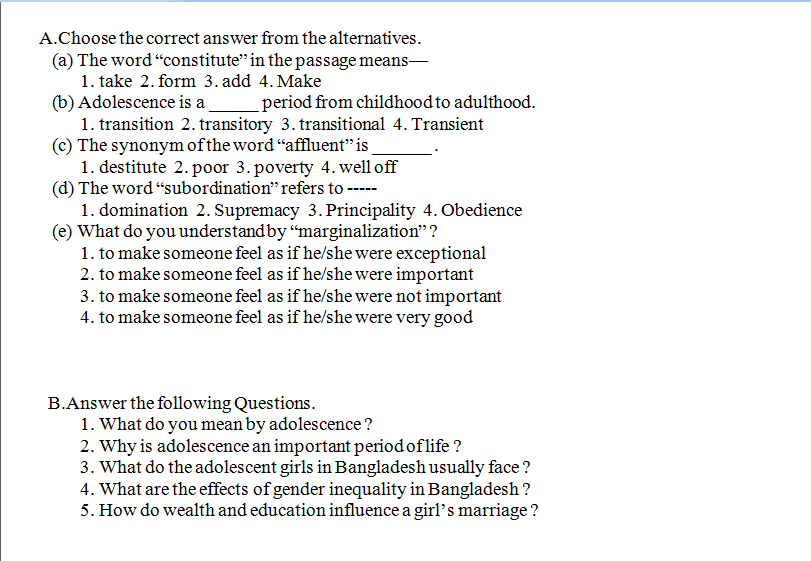 A.Choose the correct answer from the alternatives.
(a) The word “constitute” in the passage means—
1. take 2. form 3. add 4. Make
(b) Adolescence is a _____ period from childhood to adulthood.
1. transition 2. transitory 3. transitional 4. Transient
(c) The synonym of the word “affluent” is _______.
1. destitute 2. poor 3. poverty 4. well off
(d) The word “subordination” refers to -----
1. domination 2. Supremacy 3. Principality 4. Obedience
(e) What do you understand by “marginalization” ?
1. to make someone feel as if he/she were exceptional
2. to make someone feel as if he/she were important
3. to make someone feel as if he/she were not important
4. to make someone feel as if he/she were very good
B.Answer the following Questions.
1. What do you mean by adolescence ?
2. Why is adolescence an important period of life ?
3. What do the adolescent girls in Bangladesh usually face ?
4. What are the effects of gender inequality in Bangladesh ?
5. How do wealth and education influence a girl’s marriage ?